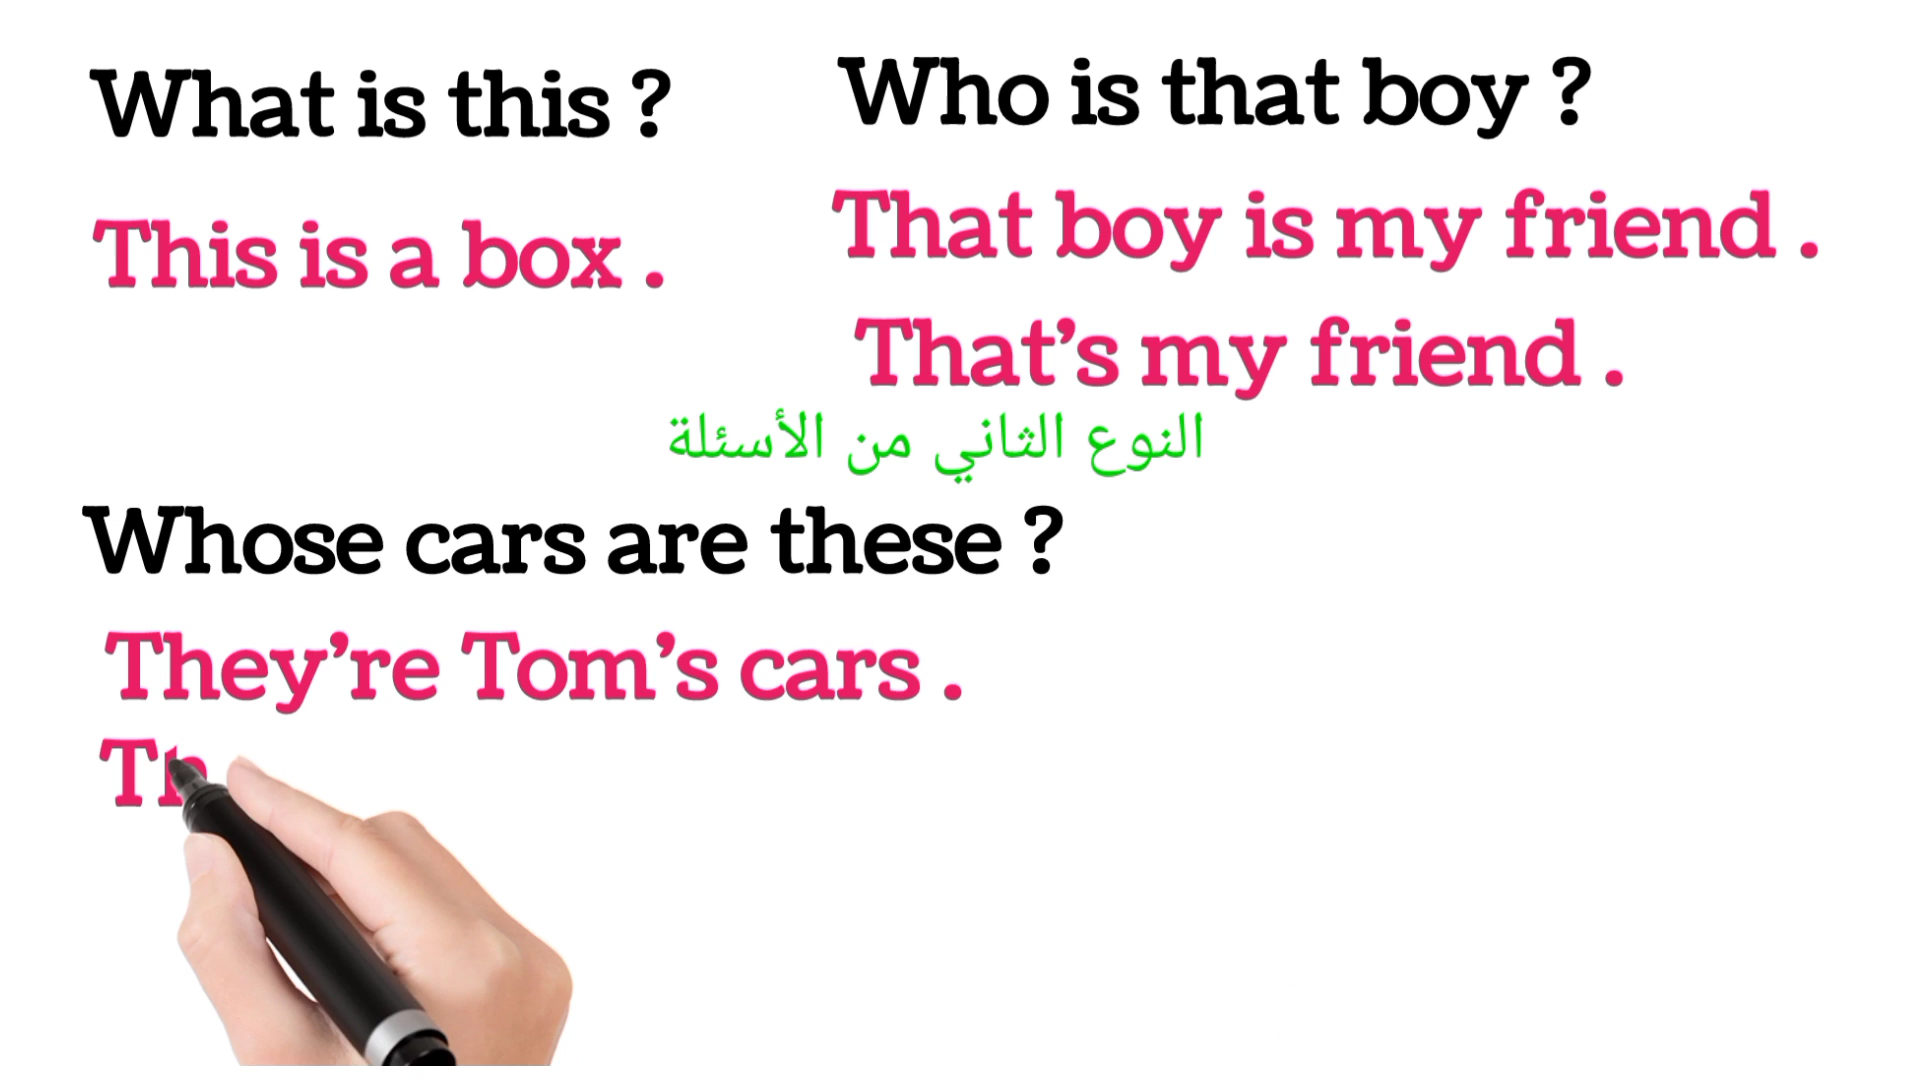 What is this ?
This is a box .
Who is that boy ?
That boy is my friend .
That's my friend .
النوع الثاني من الأسئلة
Whose cars are these ?
They're Tom's cars .
Th